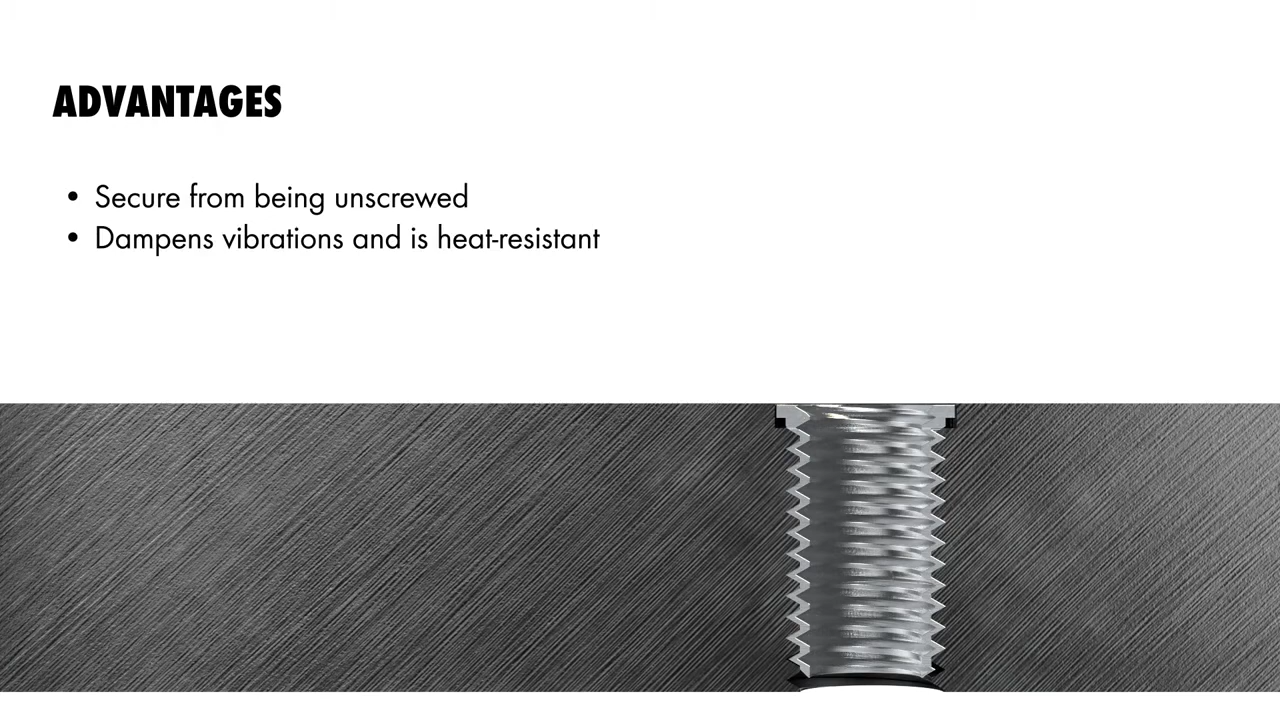 ADVANTAGES
• Secure from being unscrewed
• Dampens vibrations and is heat-resistant